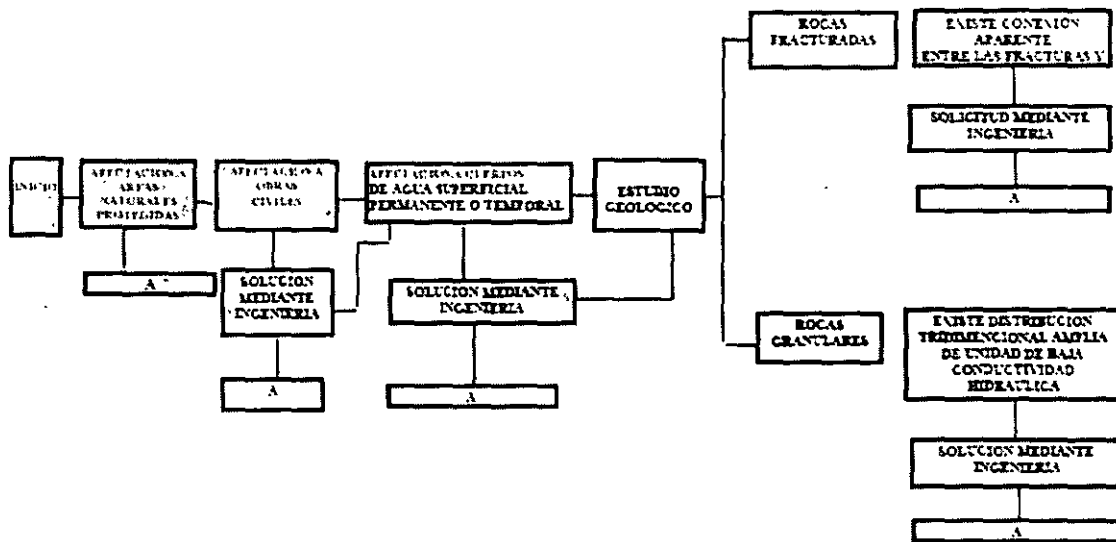 INICIO
AFECTACION A
AREAS
NATURALES
PROTEGIDAS
A
AFECTACION A
OBRAS
CIVILES
SOLUCION
MEDIANTE
INGENIERIA
A
AFECTACION A CUERPOS
DE AGUA SUPERFICIAL
PERMANENTE O TEMPORAL
SOLUCION MEDIANTE
INGENIERIA
A
ESTUDIO
GEOLOGICO
ROCAS
FRACTURADAS
EXISTE CONEXIÓN
APARENTE
ENTRE LAS FRACTURAS Y
SOLICITUD MEDIANTE
INGENIERIA
A
ROCAS
GRANULARES
EXISTE DISTRIBUCION
TRIDIMENCIONAL AMPLIA
DE UNIDAD DE BAJA
CONDUCTIVIDAD
HIDRAULICA
SOLUCION MEDIANTE
INGENIERIA
A